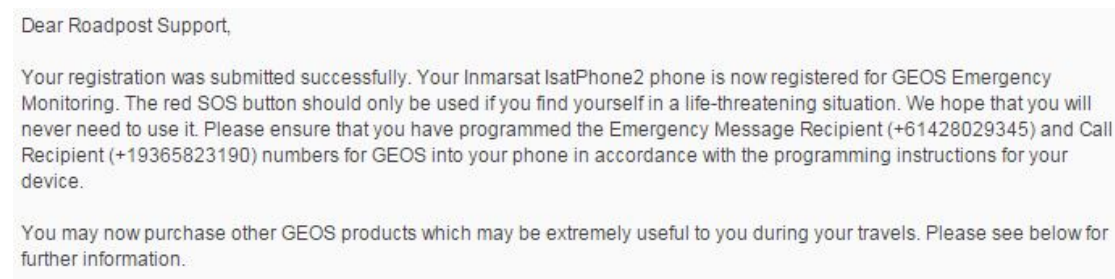 Dear Roadpost Support,
Your registration was submitted successfully. Your Inmarsat IsatPhone2 phone is now registered for GEOS Emergency
Monitoring. The red SOS button should only be used if you find yourself in a life-threatening situation. We hope that you will
never need to use it. Please ensure that you have programmed the Emergency Message Recipient (+61428029345) and Call
Recipient (+19365823190) numbers for GEOS into your phone in accordance with the programming instructions for your
device.
You may now purchase other GEOS products which may be extremely useful to you during your travels. Please see below for
further information.